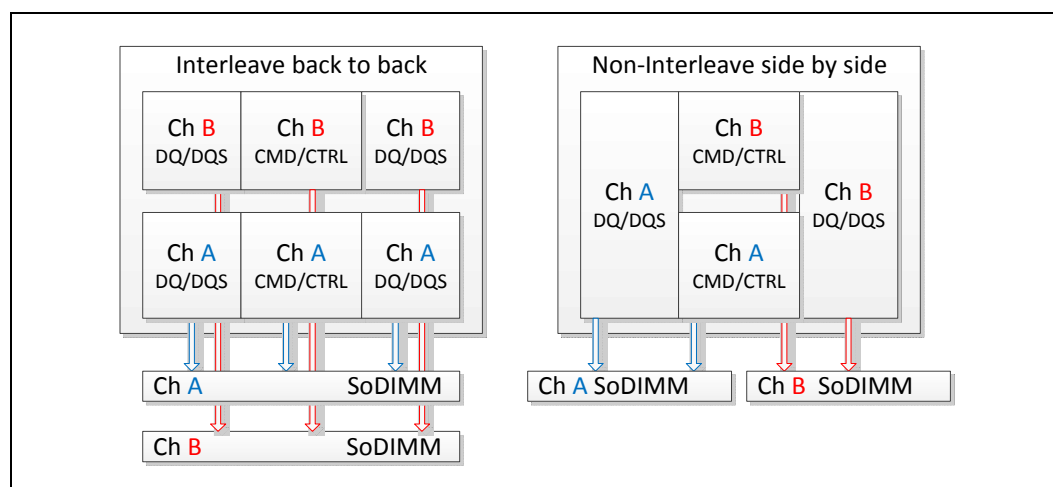 Interleave back to back
Ch B
DQ/DQS
Ch B
CMD/CTRL
Ch B
DQ/DQS
Ch A
DQ/DQS
Ch A
CMD/CTRL
Ch A
DQ/DQS
Ch A SoDIMM
Ch B SoDIMM
Non-Interleave side by side
Ch A
DQ/DQS
Ch B
CMD/CTRL
Ch A
CMD/CTRL
Ch B
DQ/DQS
Ch A SoDIMM
Ch B SoDIMM